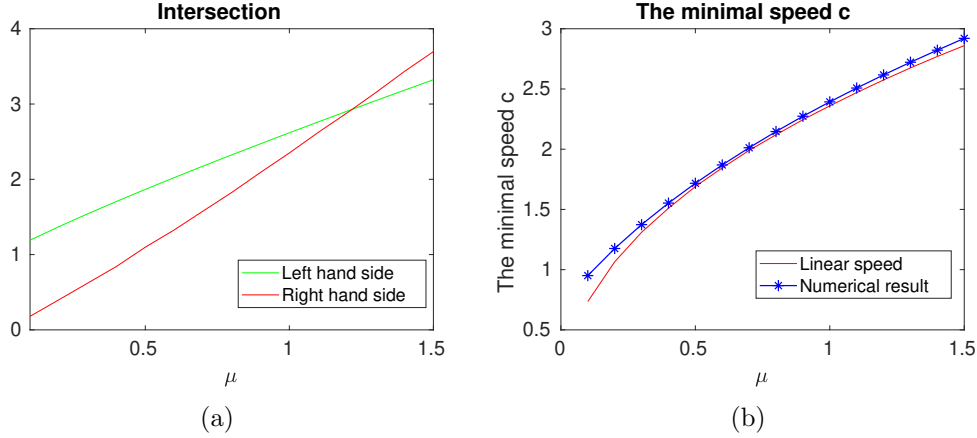 Intersection
4
3
2
1
0
0.5
1
1.5
μ
Left hand side
Right hand side
(a)
The minimal speed c
The minimal speed c
3
2.5
2
1.5
1
0.5
0
0.5
1
1.5
μ
Linear speed
Numerical result
(b)